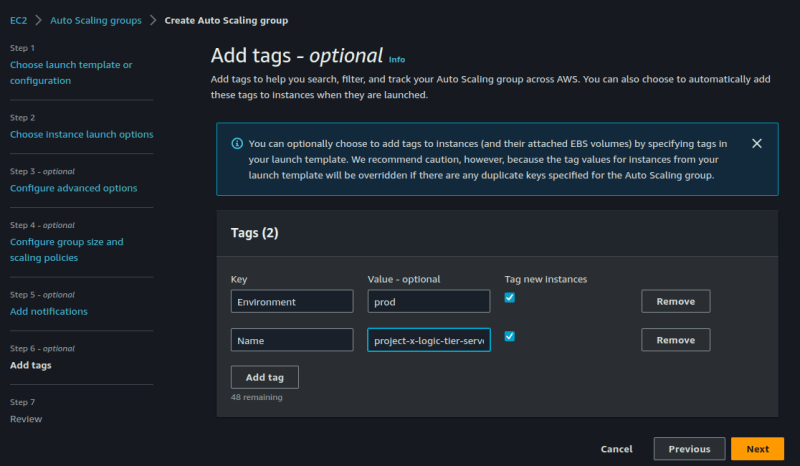 EC2 > Auto Scaling groups > Create Auto Scaling group
Step 1
Choose launch template or
configuration
Step 2
Choose instance launch options
Step 3 - optional
Configure advanced options
Step 4 - optional
Configure group size and
scaling policies
Step 5 - optional
Add notifications
Step 6 - optional
Add tags
Step 7
Review
Add tags - optional Info
Add tags to help you search, filter, and track your Auto Scaling group across AWS. You can also choose to automatically add
these tags to instances when they are launched.
You can optionally choose to add tags to instances (and their attached EBS volumes) by specifying tags in
your launch template. We recommend caution, however, because the tag values for instances from your
launch template will be overridden if there are any duplicate keys specified for the Auto Scaling group.
Tags (2)
Key Value - optional Tag new instances
Environment prod Remove
Name project-x-logic-tier-serve Remove
Add tag
48 remaining
Cancel Previous Next